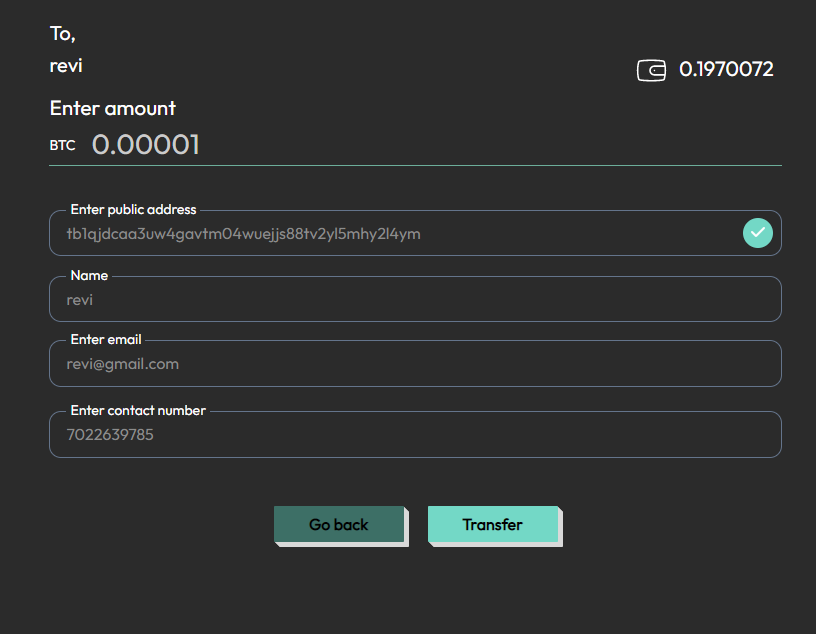 To,
revi
0.1970072
Enter amount
BTC 0.00001
Enter public address
tb1qjdcaa3uw4gavtm04wuejjs88tv2yl5mhy2l4ym
Name
revi
Enter email
revi@gmail.com
Enter contact number
7022639785
Go back
Transfer